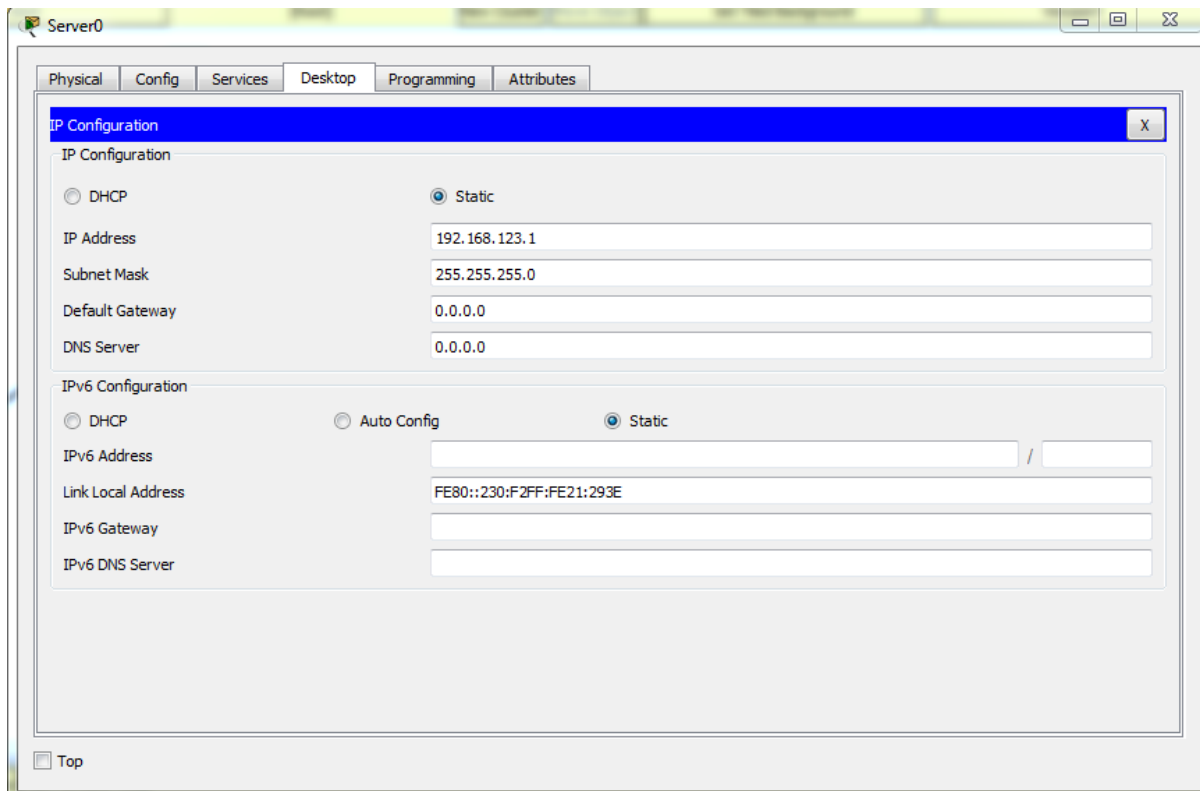 Server0
Physical Config Services Desktop Programming Attributes
IP Configuration X
IP Configuration
DHCP Static
IP Address 192.168.123.1
Subnet Mask 255.255.255.0
Default Gateway 0.0.0.0
DNS Server 0.0.0.0
IPv6 Configuration
DHCP Auto Config Static
IPv6 Address /
Link Local Address FE80::230:F2FF:FE21:293E
IPv6 Gateway
IPv6 DNS Server
Top